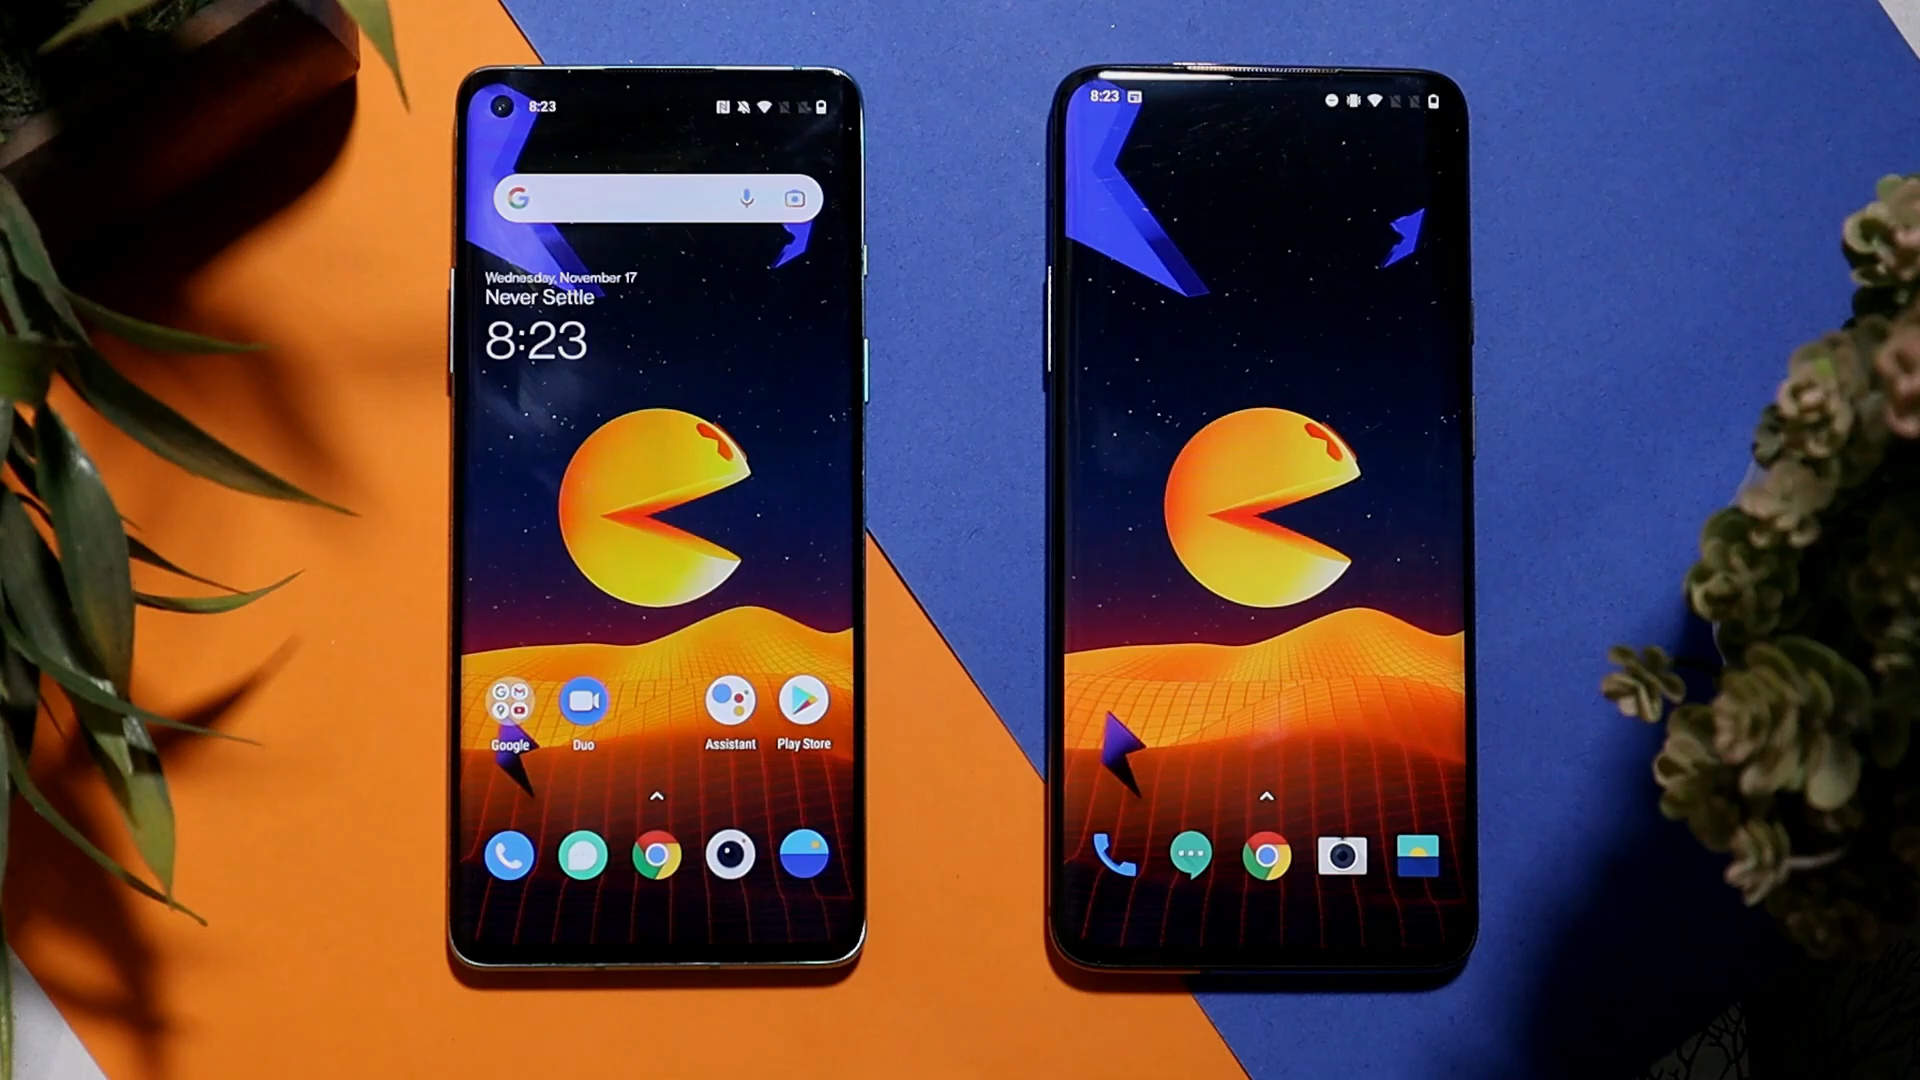 8:23
Wednesday, November 17
Never Settle
8:23
Google
Duo
Assistant
Play Store
8:23